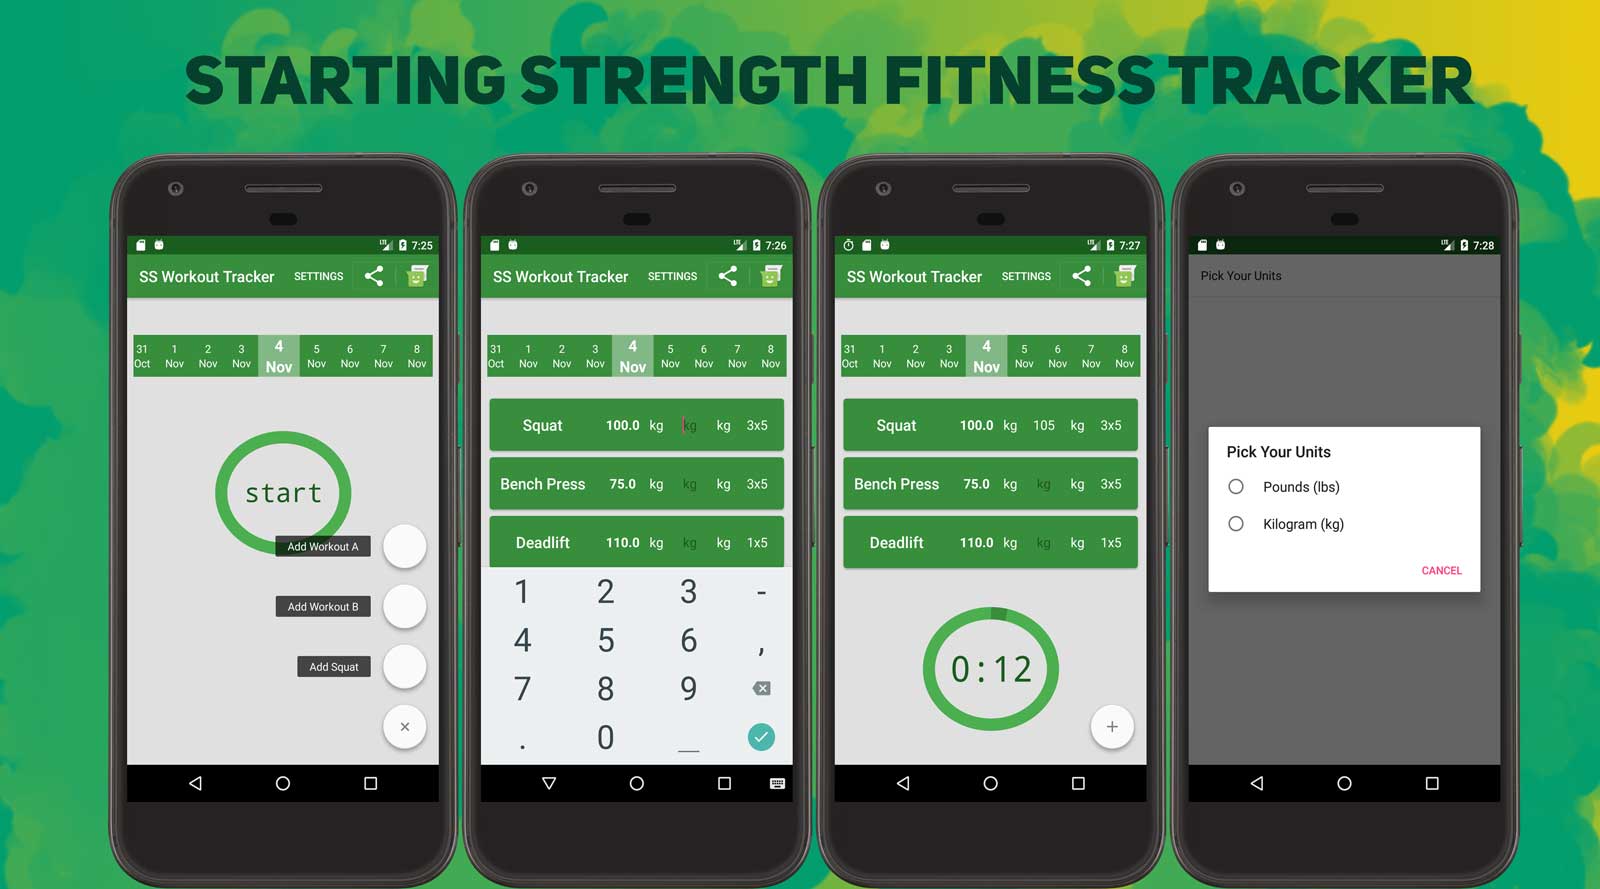 STARTING STRENGTH FITNESS TRACKER
LTE 7:25
SS Workout Tracker SETTINGS
31 1 2 3 4 5 6 7 8
Oct Nov Nov Nov Nov Nov Nov Nov Nov
start
Add Workout A
Add Workout B
Add Squat
×
LTE 7:26
SS Workout Tracker SETTINGS
31 1 2 3 4 5 6 7 8
Oct Nov Nov Nov Nov Nov Nov Nov Nov
Squat 100.0 kg kg kg 3x5
Bench Press 75.0 kg kg kg 3x5
Deadlift 110.0 kg kg kg 1x5
1 2 3 -
4 5 6 ,
7 8 9
. 0 _
LTE 7:27
SS Workout Tracker SETTINGS
31 1 2 3 4 5 6 7 8
Oct Nov Nov Nov Nov Nov Nov Nov Nov
Squat 100.0 kg 105 kg 3x5
Bench Press 75.0 kg kg kg 3x5
Deadlift 110.0 kg kg kg 1x5
0:12
+
LTE 7:28
Pick Your Units
Pick Your Units
Pounds (lbs)
Kilogram (kg)
CANCEL